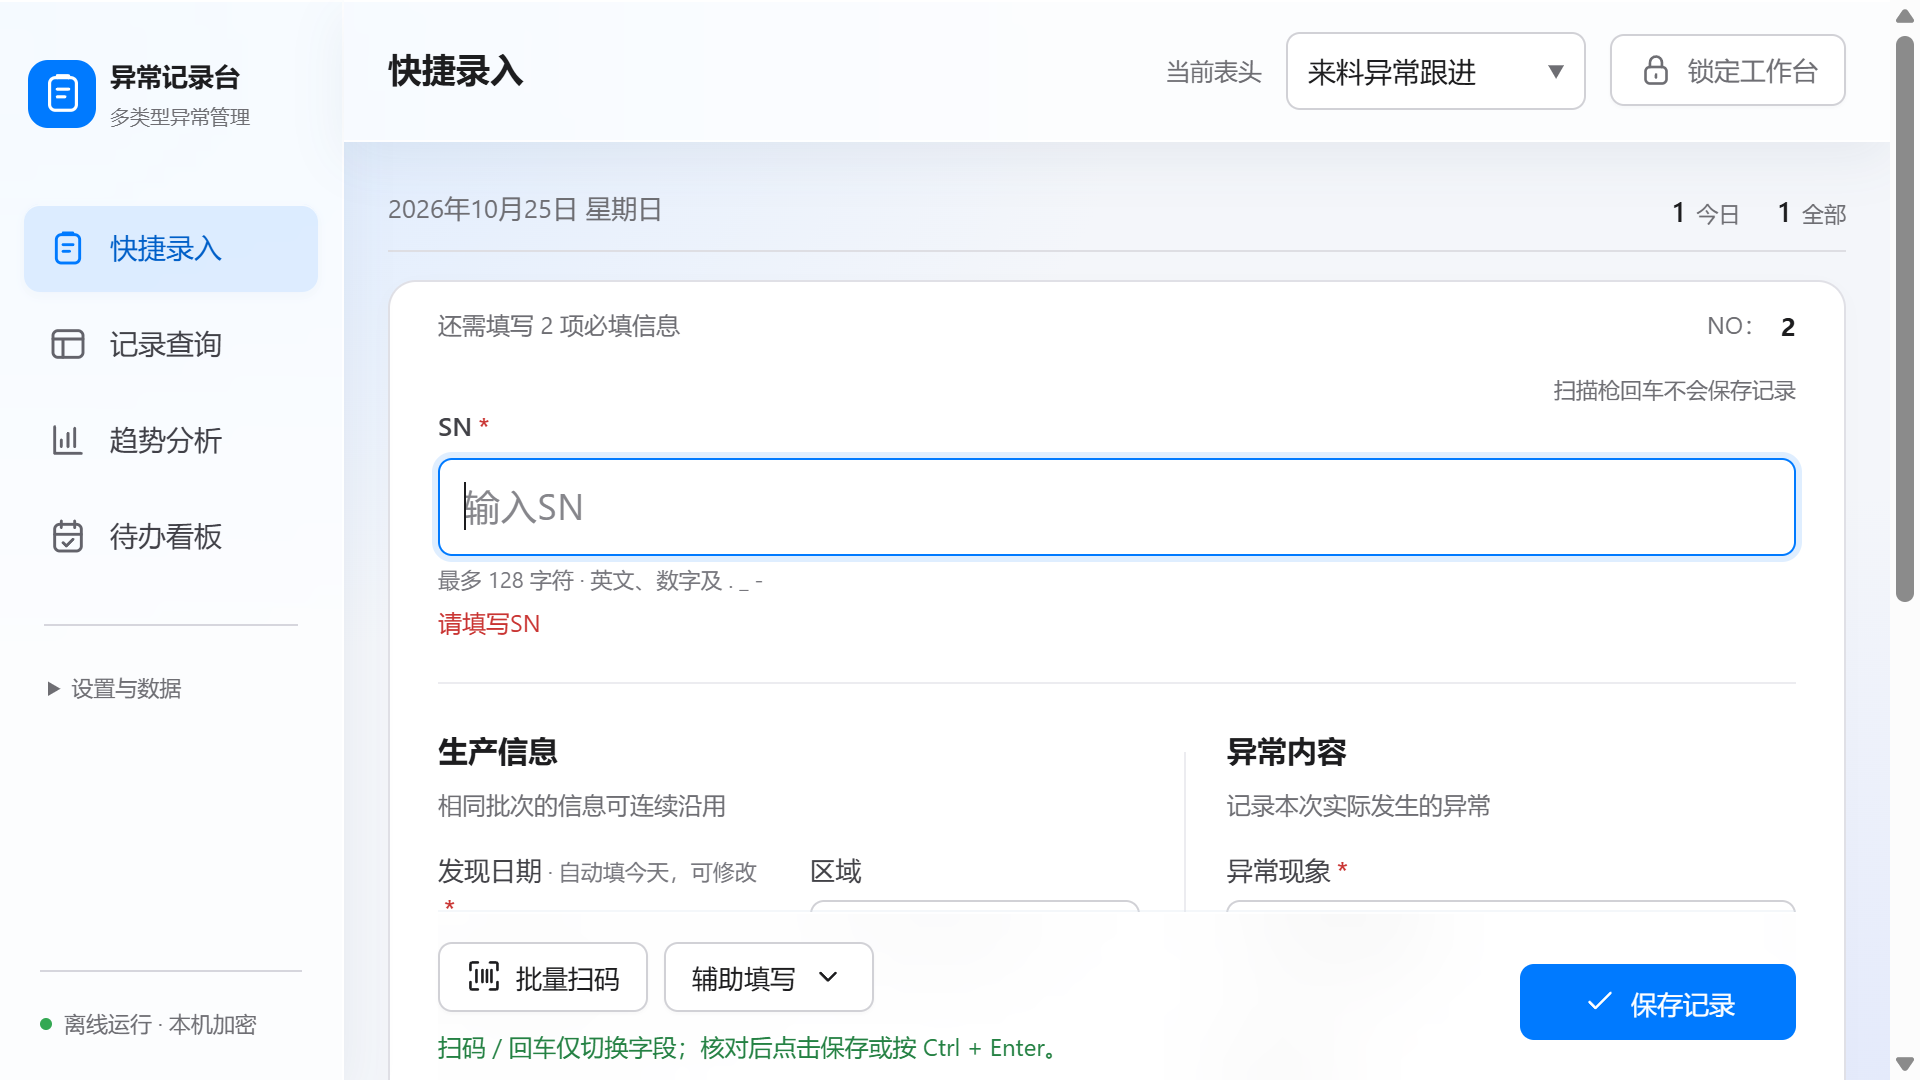 异常记录台
多类型异常管理
快捷录入
记录查询
趋势分析
待办看板
设置与数据
离线运行 · 本机加密
快捷录入
当前表头
来料异常跟进
锁定工作台
2026年10月25日 星期日
1 今日 1 全部
还需填写 2 项必填信息
NO： 2
扫描枪回车不会保存记录
SN *
输入SN
最多 128 字符 · 英文、数字及 . _ -
请填写SN
生产信息
相同批次的信息可连续沿用
发现日期 · 自动填今天，可修改
*
区域
异常内容
记录本次实际发生的异常
异常现象 *
批量扫码
辅助填写
保存记录
扫码 / 回车仅切换字段；核对后点击保存或按 Ctrl + Enter。